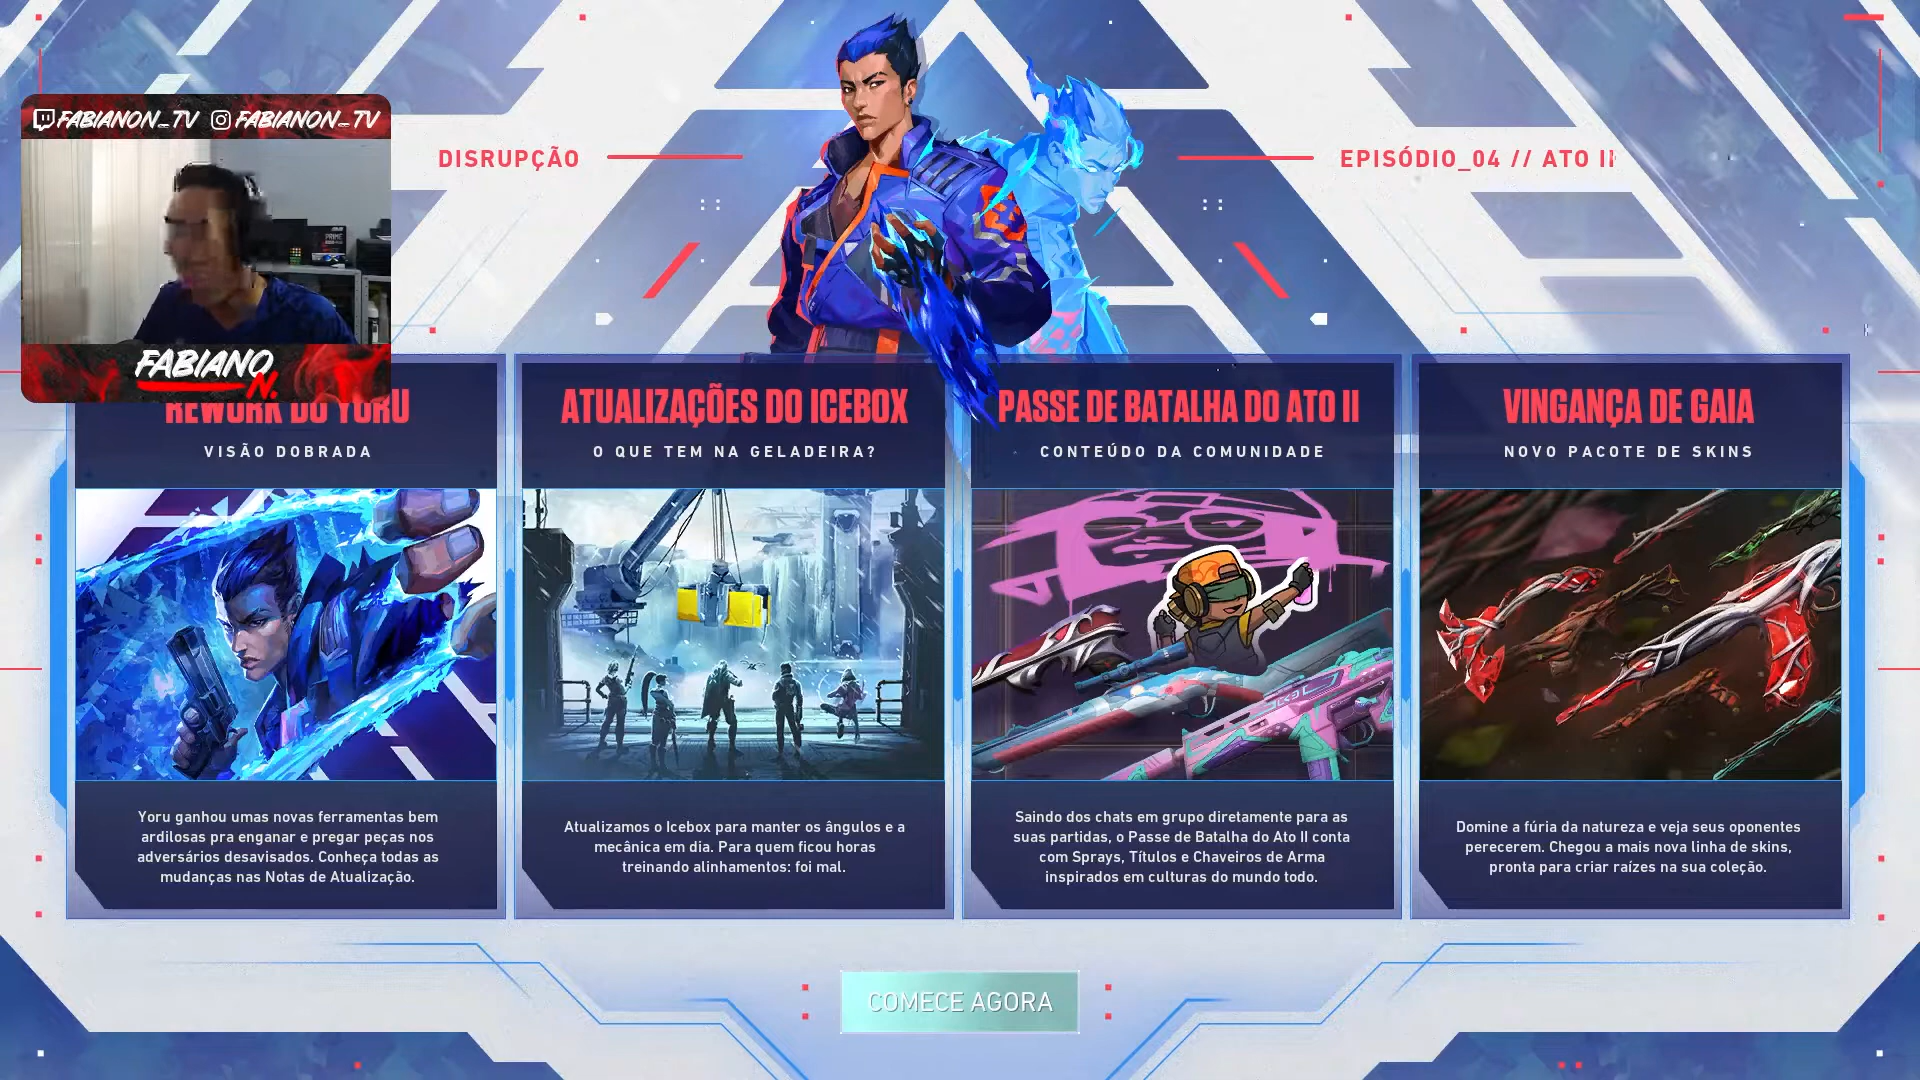 FABIANON_TV FABIANON_TV
DISRUPÇÃO
EPISÓDIO_04 // ATO II
PRIME
FABIANO
N.
REWORK DO YORU
VISÃO DOBRADA
Yoru ganhou umas novas ferramentas bem
ardilosas pra enganar e pregar peças nos
adversários desavisados. Conheça todas as
mudanças nas Notas de Atualização.
ATUALIZAÇÕES DO ICEBOX
O QUE TEM NA GELADEIRA?
Atualizamos o Icebox para manter os ângulos e a
mecânica em dia. Para quem ficou horas
treinando alinhamentos: foi mal.
PASSE DE BATALHA DO ATO II
CONTEÚDO DA COMUNIDADE
Saindo dos chats em grupo diretamente para as
suas partidas, o Passe de Batalha do Ato II conta
com Sprays, Títulos e Chaveiros de Arma
inspirados em culturas do mundo todo.
VINGANÇA DE GAIA
NOVO PACOTE DE SKINS
Domine a fúria da natureza e veja seus oponentes
perecerem. Chegou a mais nova linha de skins,
pronta para criar raízes na sua coleção.
COMECE AGORA